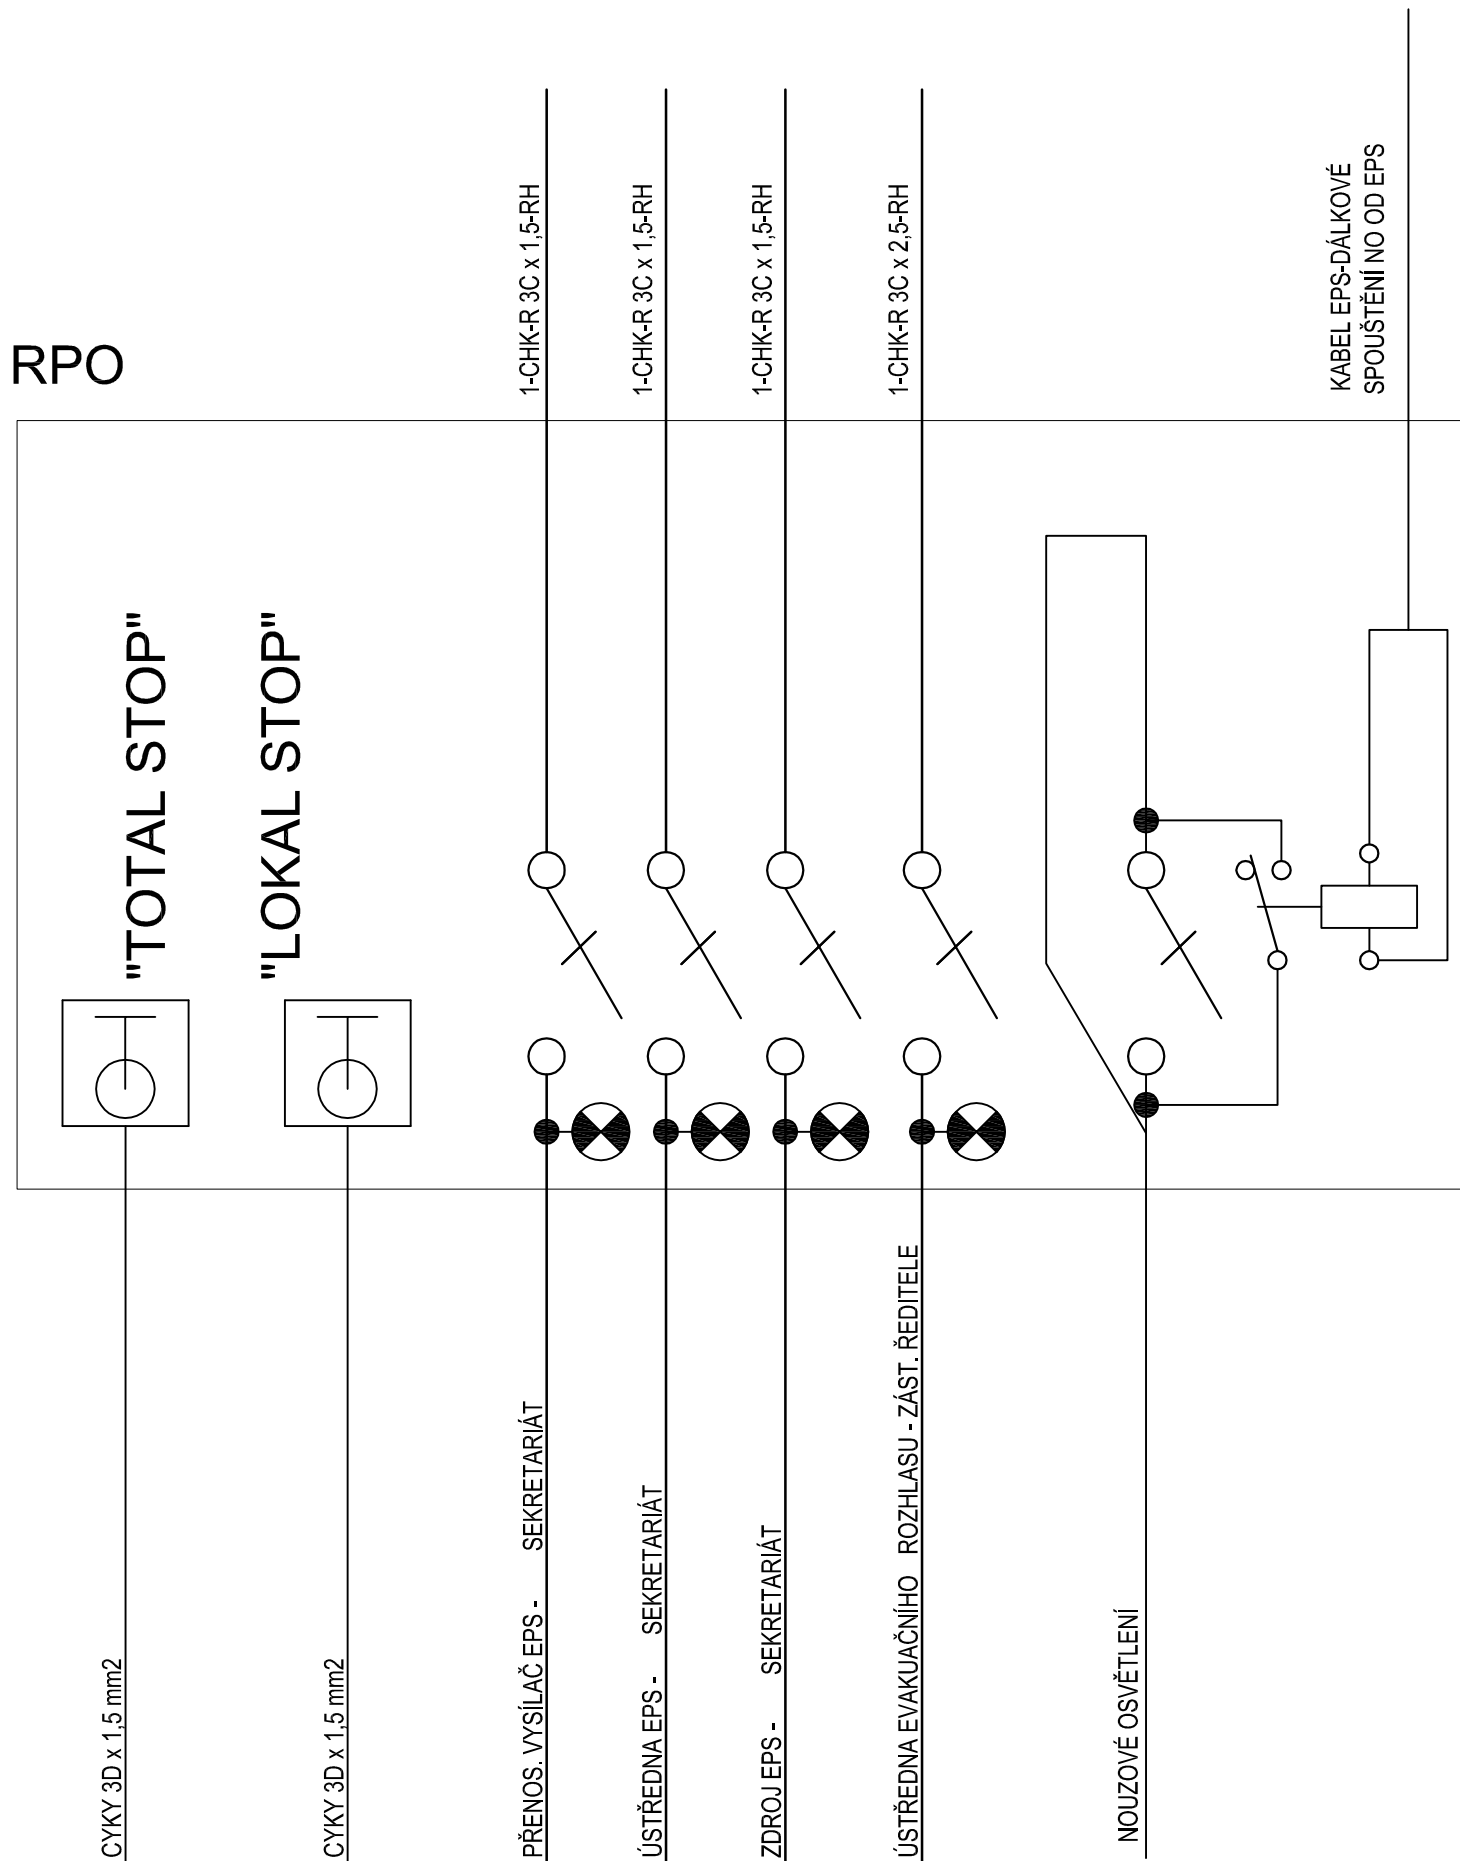 RPO
1-CHK-R 3C x 1,5-RH
1-CHK-R 3C x 1,5-RH
1-CHK-R 3C x 1,5-RH
1-CHK-R 3C x 2,5-RH
KABEL EPS-DÁLKOVÉ
SPOUŠTĚNÍ NO OD EPS
"TOTAL STOP"
"LOKAL STOP"
CYKY 3D x 1,5 mm2
CYKY 3D x 1,5 mm2
PŘENOS. VYSÍLAČ EPS - SEKRETARIÁT
ÚSTŘEDNA EPS - SEKRETARIÁT
ZDROJ EPS - SEKRETARIÁT
ÚSTŘEDNA EVAKUAČNÍHO ROZHLASU - ZÁST. ŘEDITELE
NOUZOVÉ OSVĚTLENÍ